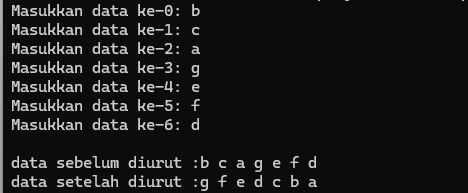 Masukkan data ke-0: b
Masukkan data ke-1: c
Masukkan data ke-2: a
Masukkan data ke-3: g
Masukkan data ke-4: e
Masukkan data ke-5: f
Masukkan data ke-6: d
data sebelum diurut :b c a g e f d
data setelah diurut :g f e d c b a